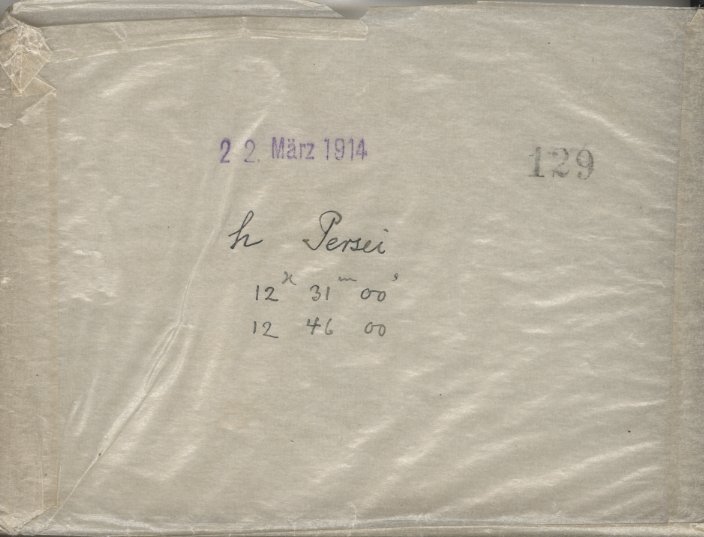 22. März 1914
129
h Persei
12h 31m 00s
12 46 00